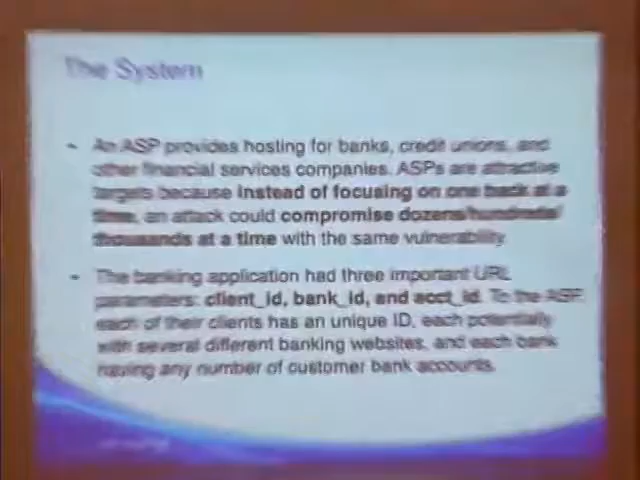 The System
- An ASP provides hosting for banks, credit unions, and
other financial services companies. ASPs are attractive
targets because instead of focusing on one bank at a
time, an attack could compromise dozens/hundreds/
thousands at a time with the same vulnerability
- The banking application had three important URL
parameters: client_id, bank_id, and acct_id. To the ASP,
each of their clients has an unique ID, each potentially
with several different banking websites, and each bank
having any number of customer bank accounts.